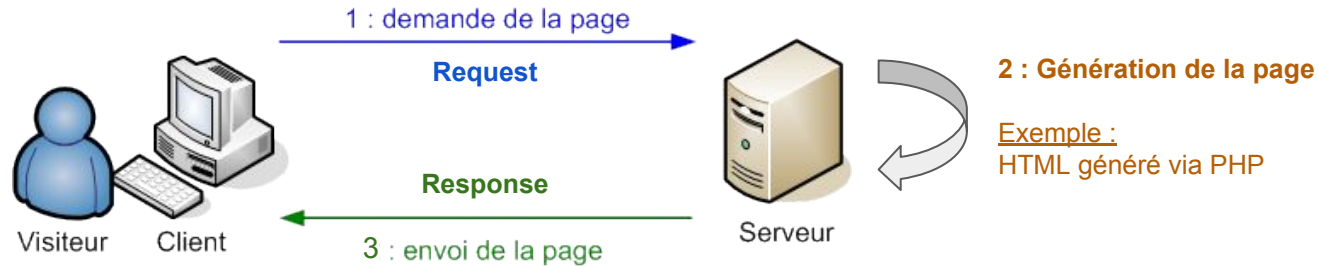 1 : demande de la page
Request
2 : Génération de la page
Exemple :
HTML généré via PHP
Response
3 : envoi de la page
Visiteur
Client
Serveur